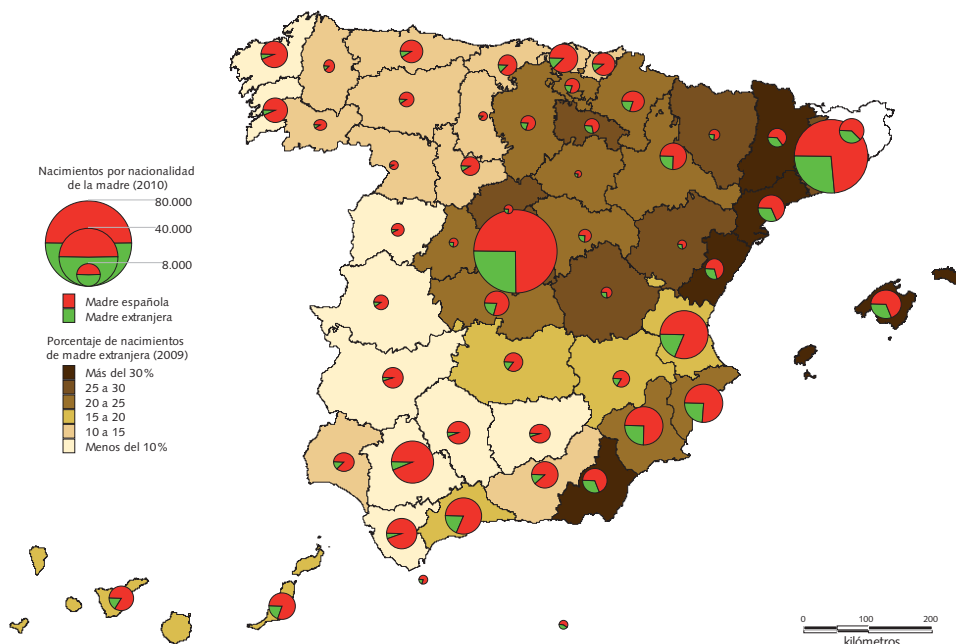 Nacimientos por nacionalidad
de la madre (2010)
80.000
40.000
8.000
Madre española
Madre extranjera
Porcentaje de nacimientos
de madre extranjera (2009)
Más del 30%
25 a 30
20 a 25
15 a 20
10 a 15
Menos del 10%
0 100 200
kilómetros